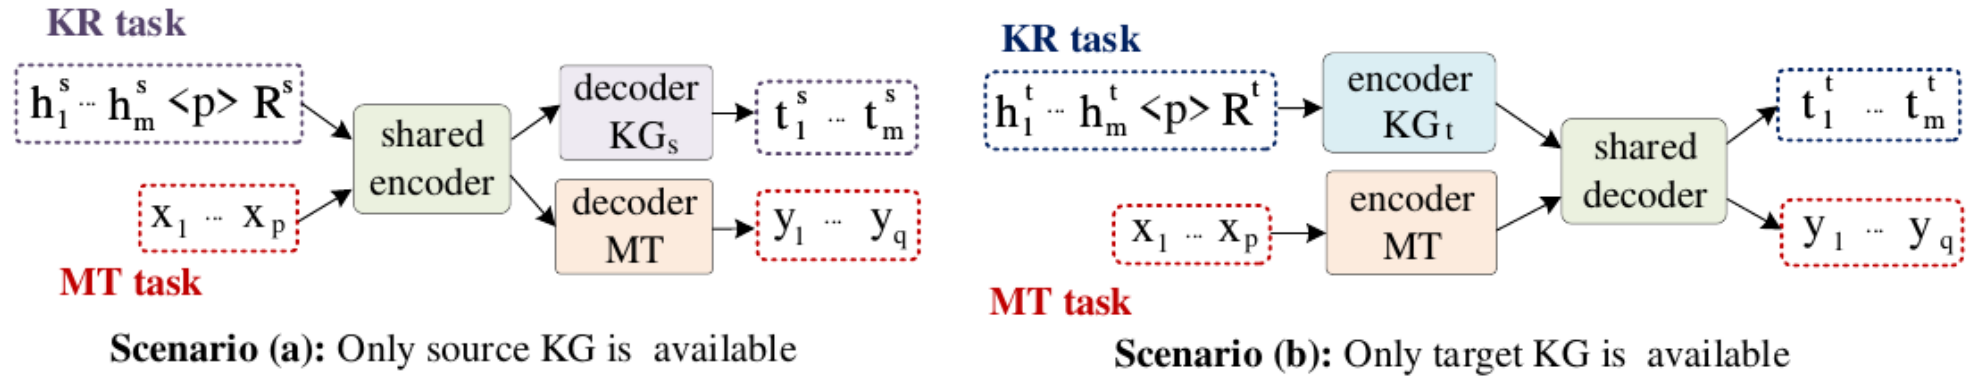 KR task
h₁ˢ ... hₘˢ <p> Rˢ
shared
encoder
decoder
KGₛ
t₁ˢ ... tₘˢ
x₁ ... xₚ
decoder
MT
y₁ ... y_q
MT task
Scenario (a): Only source KG is available
KR task
h₁ᵗ ... hₘᵗ <p> Rᵗ
encoder
KGₜ
shared
decoder
t₁ᵗ ... tₘᵗ
x₁ ... xₚ
encoder
MT
y₁ ... y_q
MT task
Scenario (b): Only target KG is available